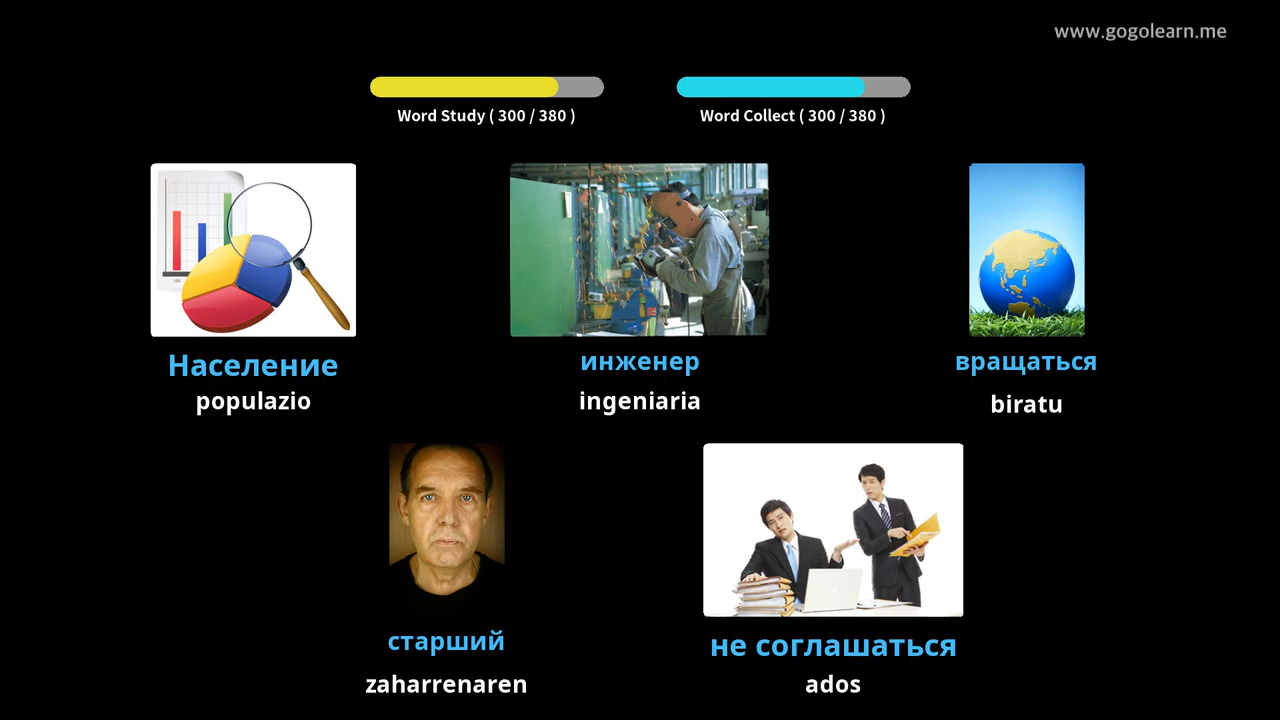 www.gogolearn.me
Word Study ( 300 / 380 )
Word Collect ( 300 / 380 )
Население
populazio
инженер
ingeniaria
вращаться
biratu
старший
zaharrenaren
не соглашаться
ados